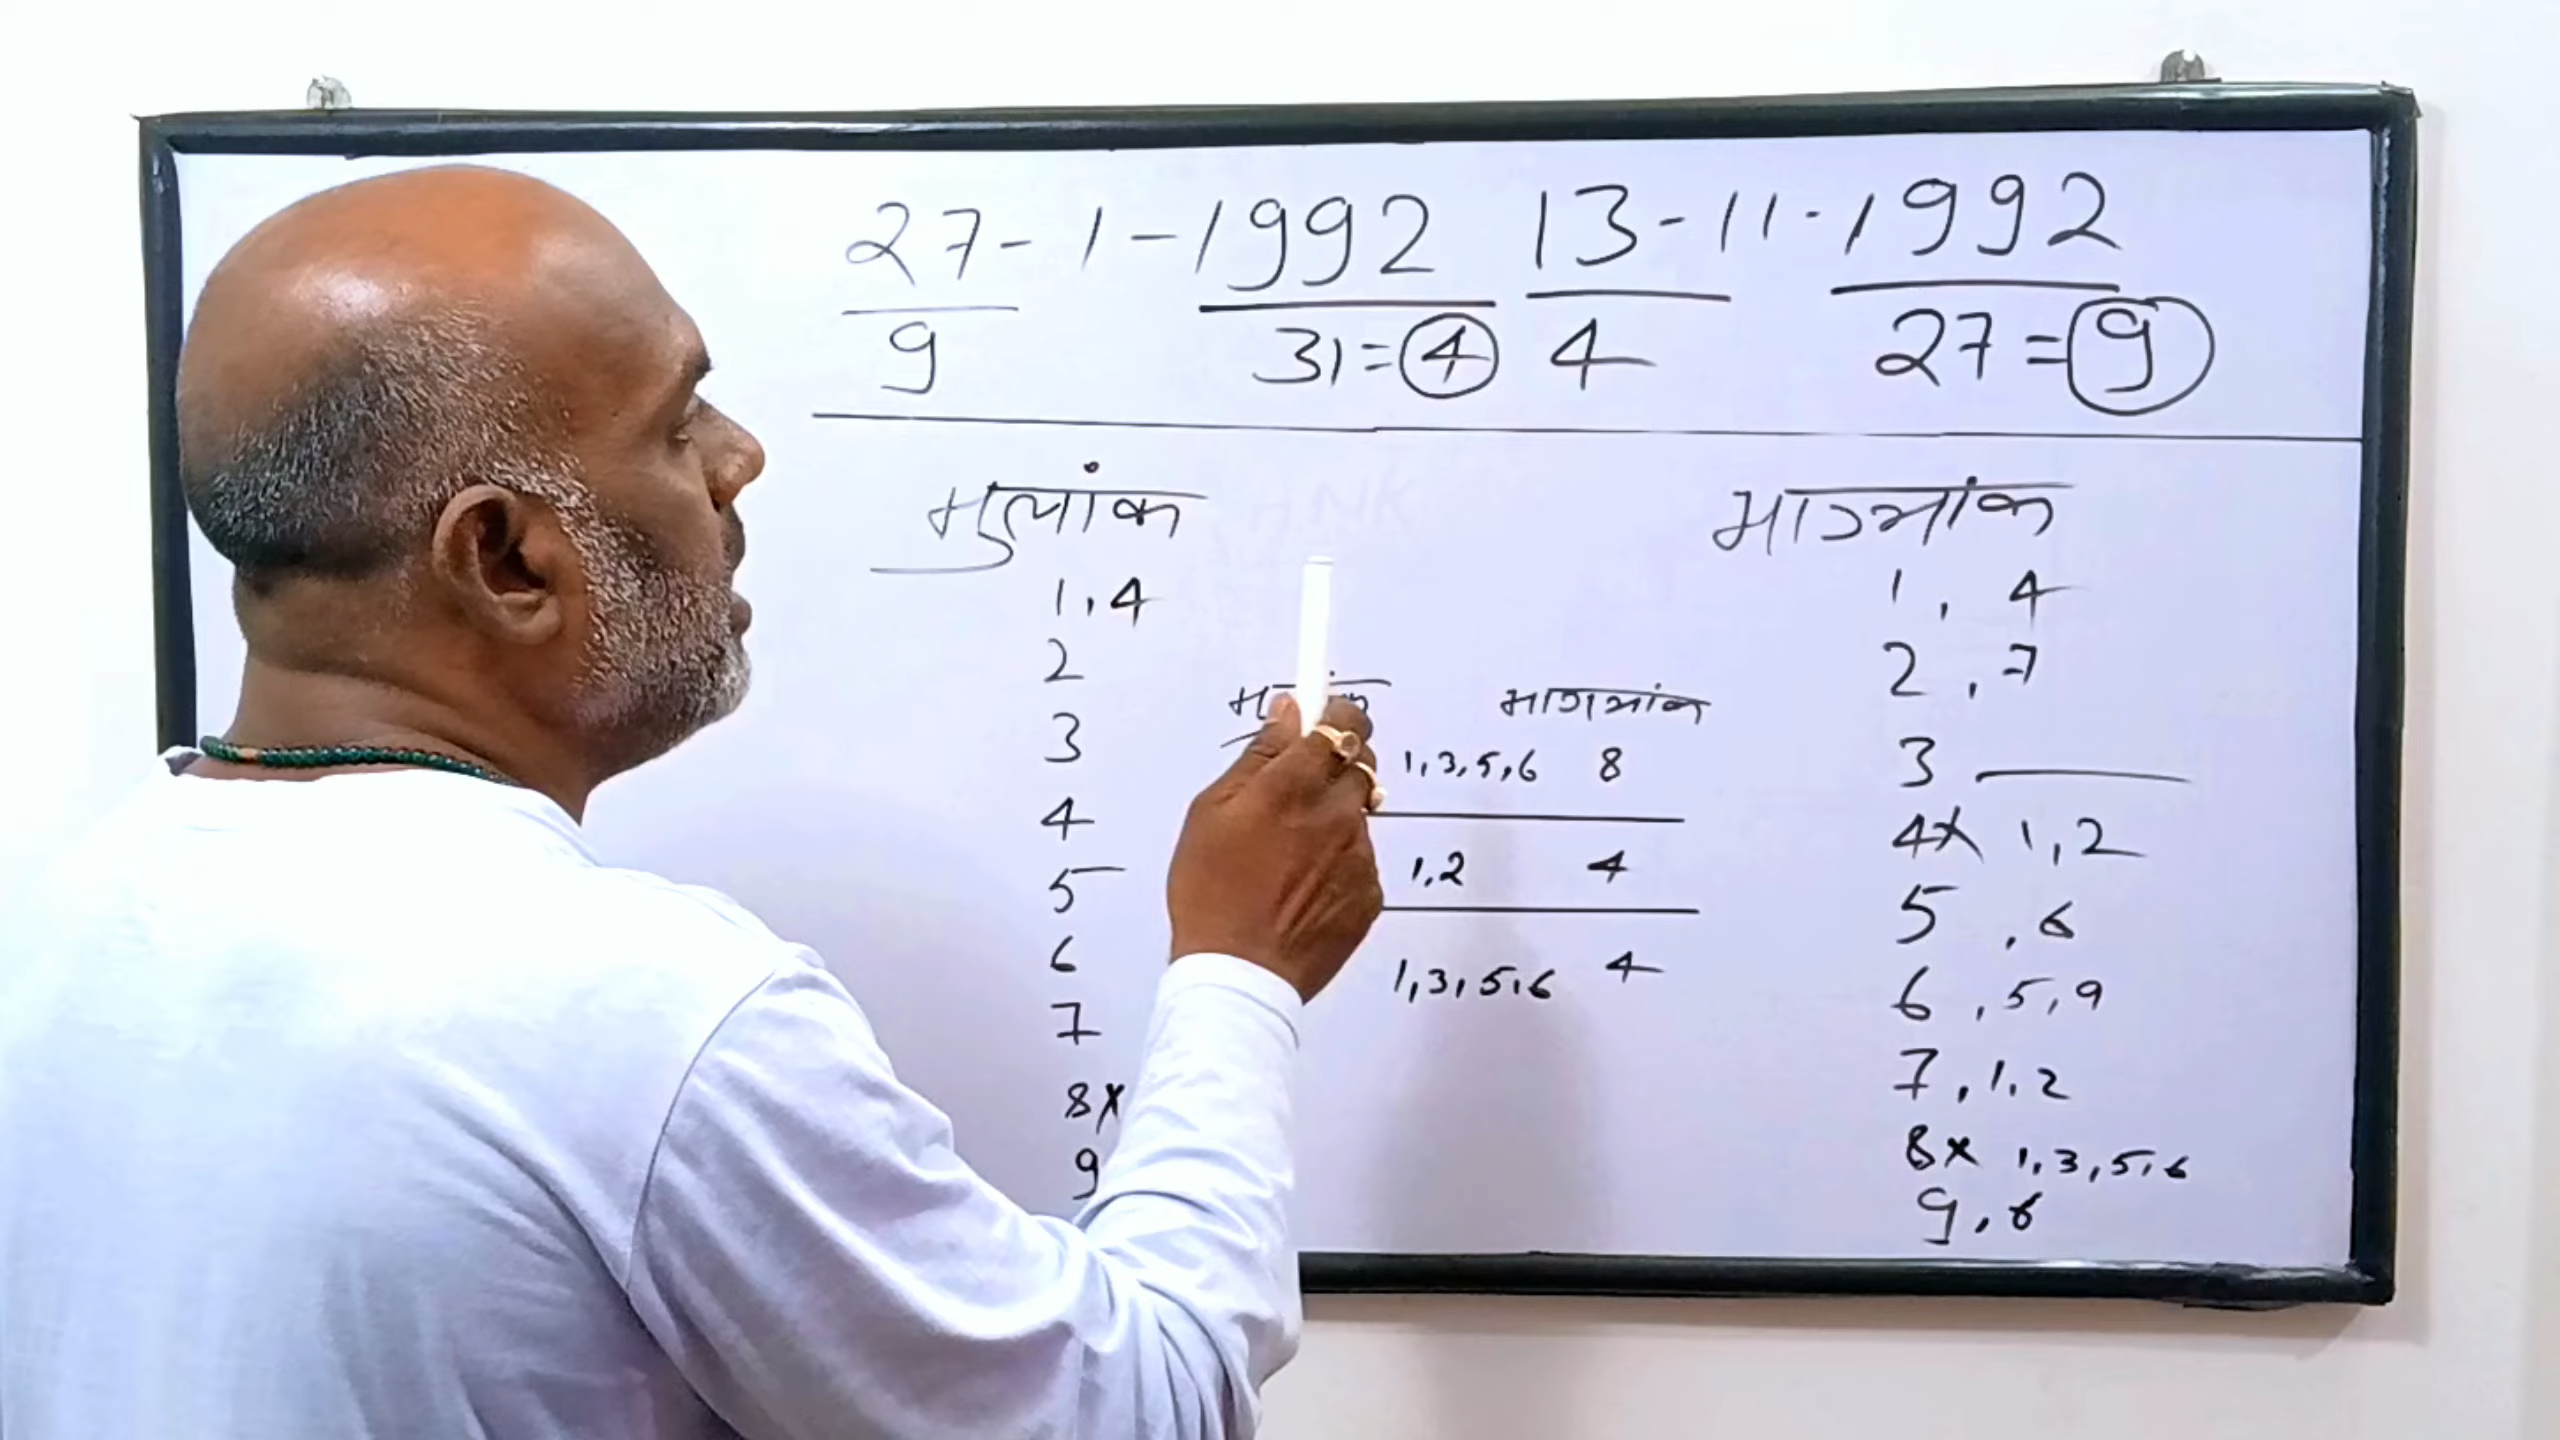 27-1-1992 13-11-1992
9 31=4 4 27=9
मुल्यांक भाग्यांक
1,4
2
3
4
5
6
7
8x
9
भाग्यांक
1,3,5,6 8
1,2 4
1,3,5,6 4
1, 4
2, 7
3
4x 1,2
5, 6
6, 5, 9
7, 1, 2
8x 1,3,5,6
9, 6